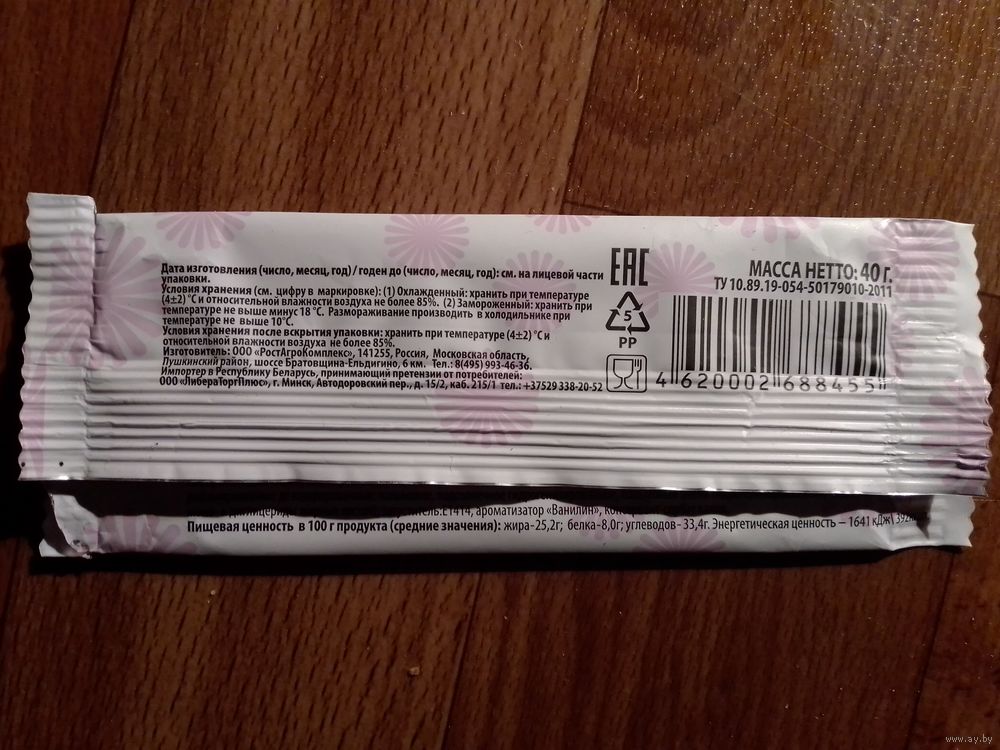 Дата изготовления (число, месяц, год) / годен до (число, месяц, год): см. на лицевой части
упаковки.
Условия хранения (см. цифру в маркировке): (1) Охлажденный: хранить при температуре
(4±2) °С и относительной влажности воздуха не более 85%. (2) Замороженный: хранить при
температуре не выше минус 18 °С. Размораживание производить в холодильнике при
температуре не выше 10°С.
Условия хранения после вскрытия упаковки: хранить при температуре (4±2) °С и
относительной влажности воздуха не более 85%.
Изготовитель: ООО «РостАгроКомплекс», 141255, Россия, Московская область,
Пушкинский район, шоссе Братовщина-Ельдигино, 6 км. Тел.: 8(495) 993-46-36.
Импортер в Республику Беларусь, принимающий претензии от потребителей:
ООО «ЛибераТоргПлюс», г. Минск, Автодоровский пер., д. 15/2, каб. 215/1 тел.: +37529 338-20-52
ЕАС
5
PP
МАССА НЕТТО: 40 г.
ТУ 10.89.19-054-50179010-2011
4 620002 688455
Е1414, ароматизатор «Ванилин»,
Пищевая ценность в 100 г продукта (средние значения): жира-25,2г; белка-8,0г; углеводов-33,4г. Энергетическая ценность – 1641 кДж
www.ay.by